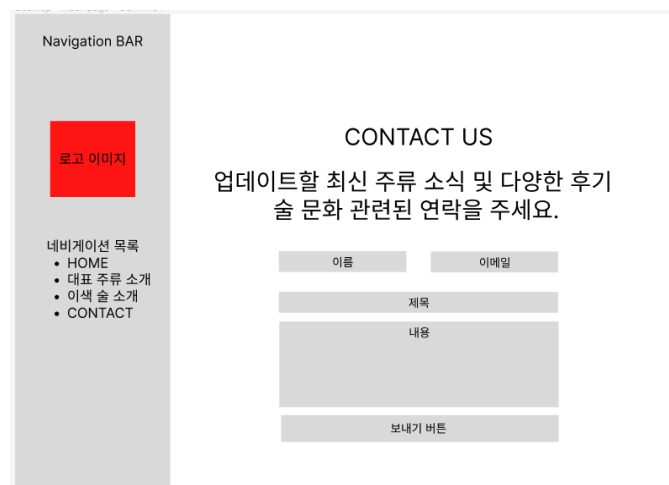 Navigation BAR
로고 이미지
네비게이션 목록
• HOME
• 대표 주류 소개
• 이색 술 소개
• CONTACT
CONTACT US
업데이트할 최신 주류 소식 및 다양한 후기
술 문화 관련된 연락을 주세요.
이름
이메일
제목
내용
보내기 버튼